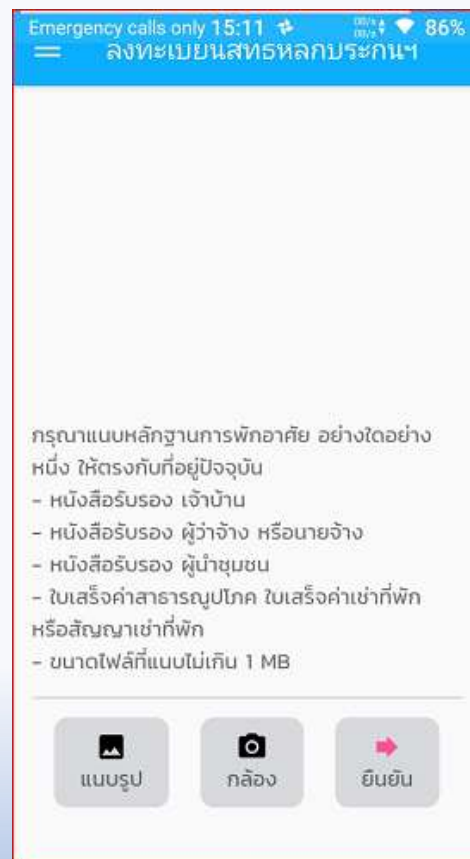 Emergency calls only 15:11 86%
ลงทะเบียนสิทธิหลักประกันฯ
กรุณาแนบหลักฐานการพักอาศัย อย่างใดอย่าง
หนึ่ง ให้ตรงกับที่อยู่ปัจจุบัน
- หนังสือรับรอง เจ้าบ้าน
- หนังสือรับรอง ผู้ว่าจ้าง หรือนายจ้าง
- หนังสือรับรอง ผู้นำชุมชน
- ใบเสร็จค่าสาธารณูปโภค ใบเสร็จค่าเช่าที่พัก
หรือสัญญาเช่าที่พัก
- ขนาดไฟล์ที่แนบไม่เกิน 1 MB
แนบรูป กล้อง ยืนยัน